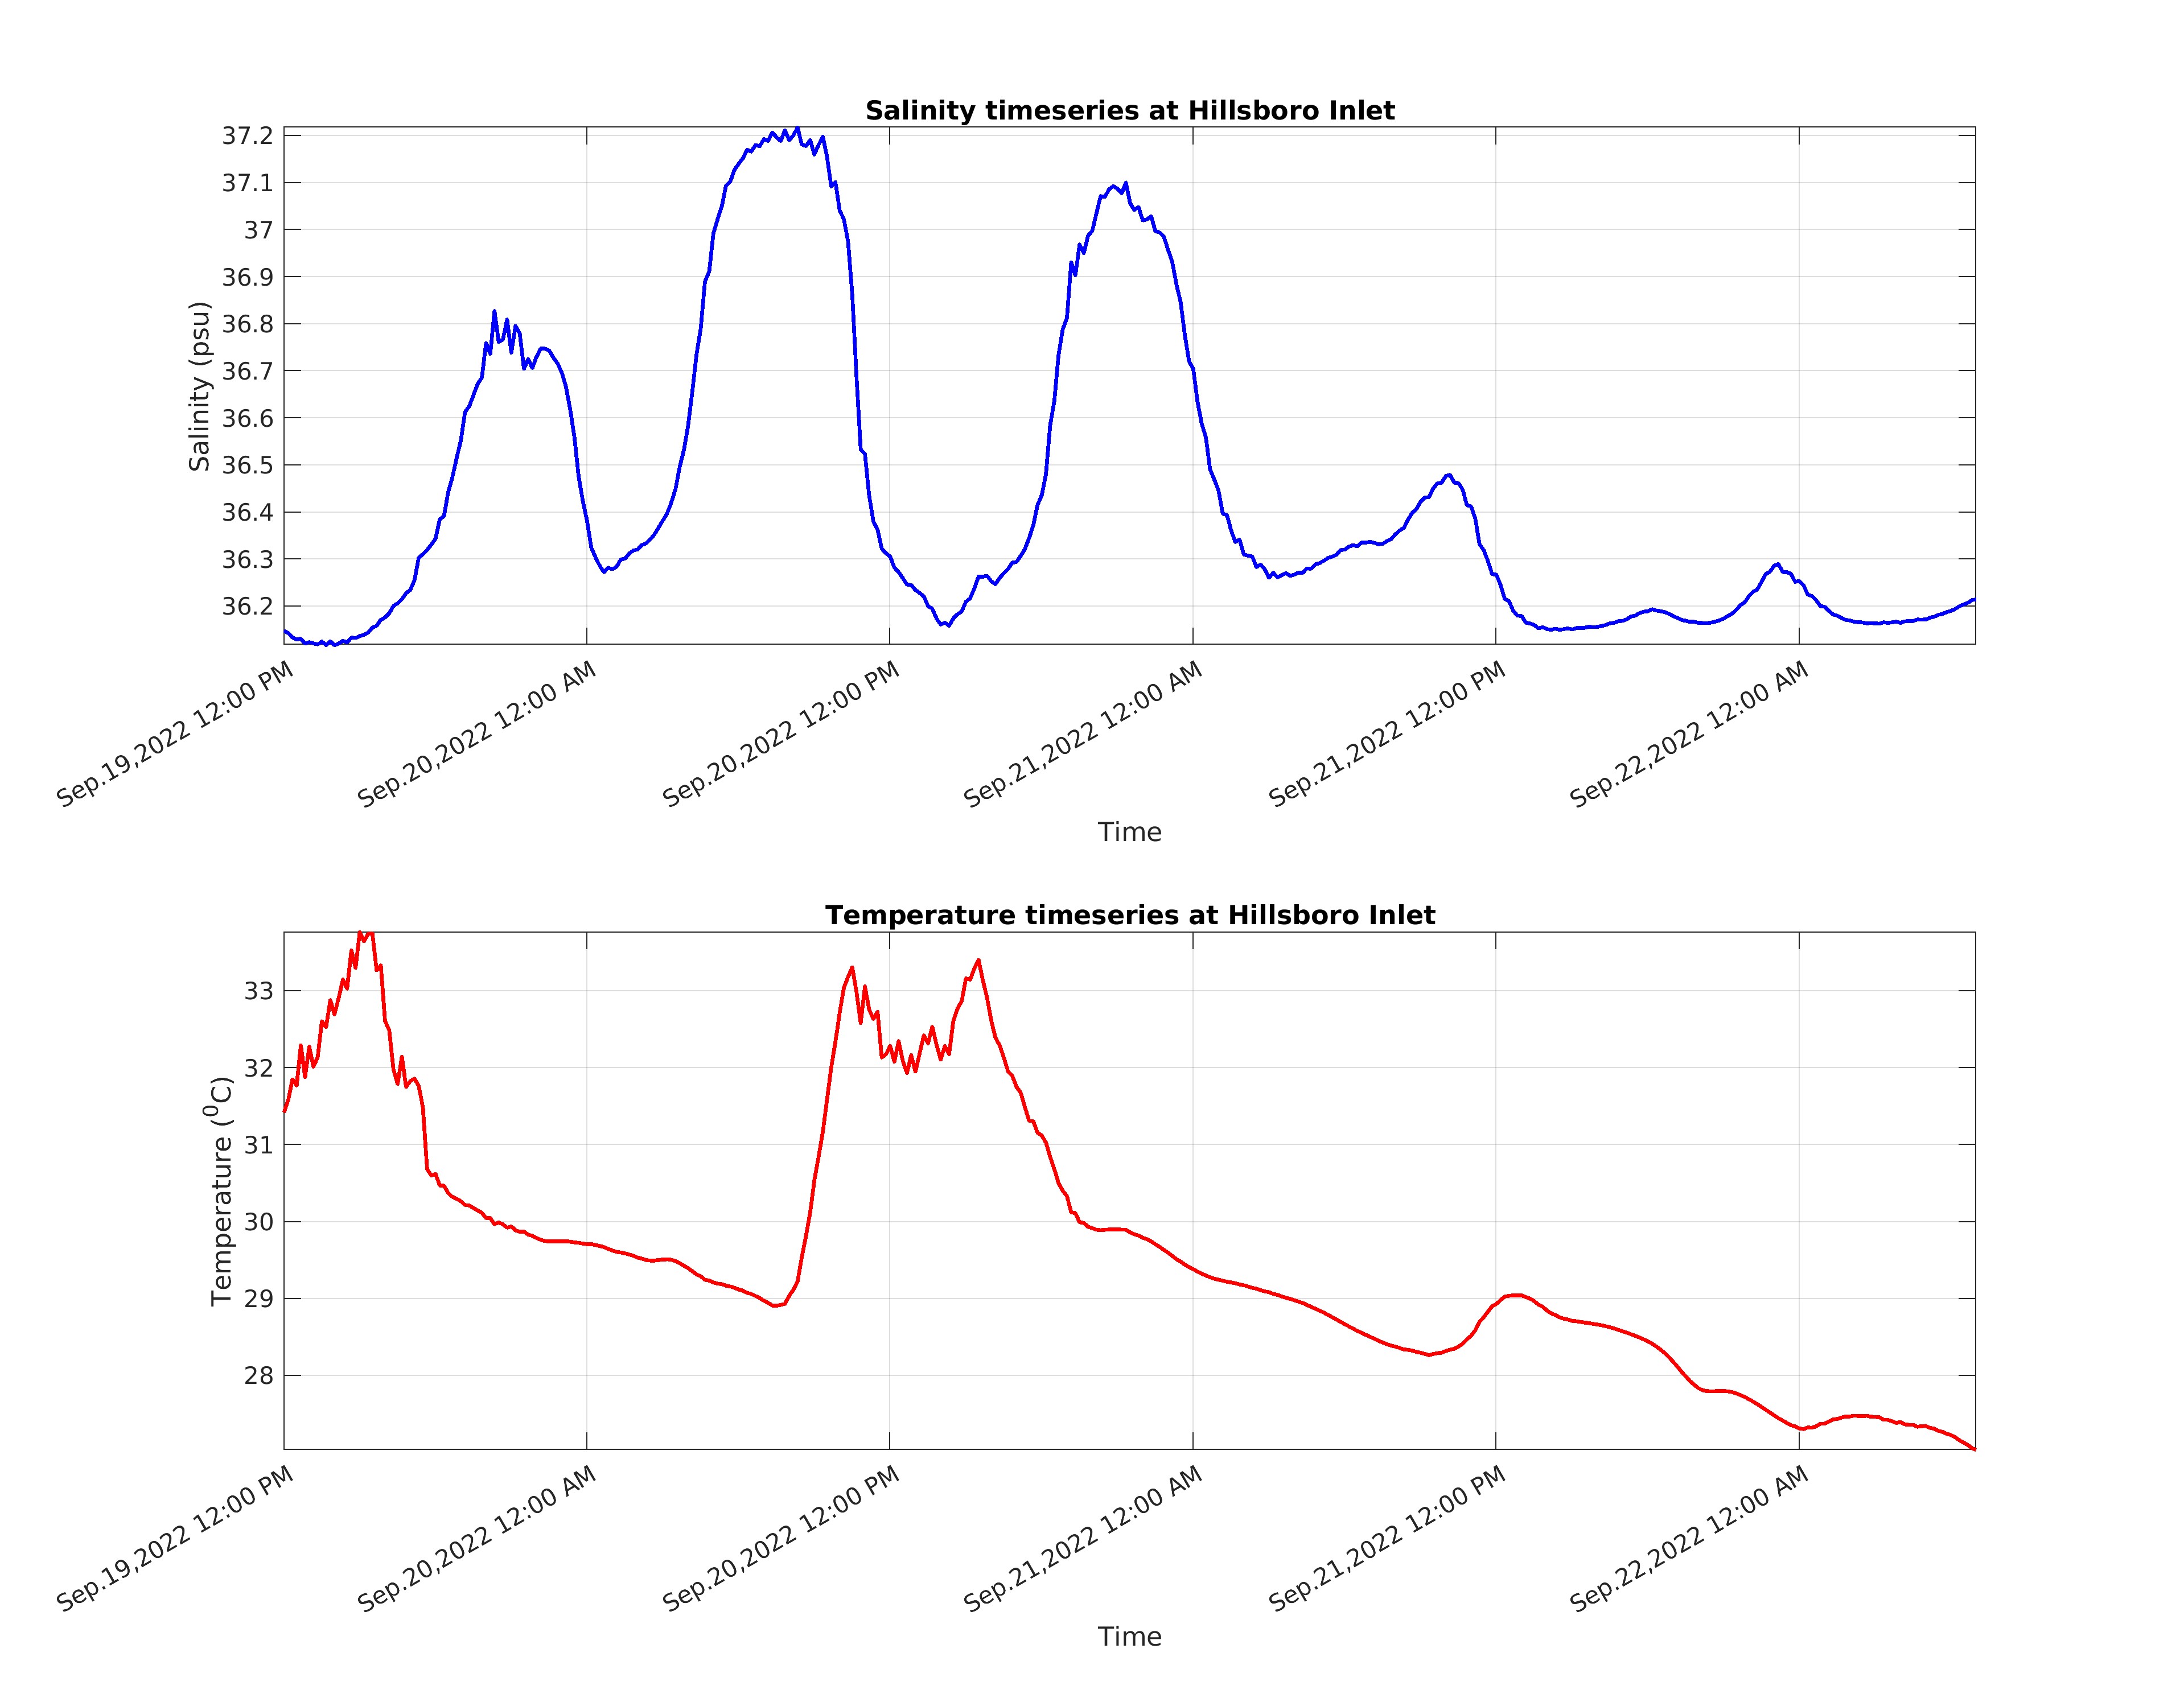 Salinity timeseries at Hillsboro Inlet
37.2
37.1
37
36.9
36.8
36.7
36.6
36.5
36.4
36.3
36.2
Salinity (psu)
Sep.19,2022 12:00 PM
Sep.20,2022 12:00 AM
Sep.20,2022 12:00 PM
Sep.21,2022 12:00 AM
Sep.21,2022 12:00 PM
Sep.22,2022 12:00 AM
Time
Temperature timeseries at Hillsboro Inlet
33
32
31
30
29
28
Temperature (⁰C)
Sep.19,2022 12:00 PM
Sep.20,2022 12:00 AM
Sep.20,2022 12:00 PM
Sep.21,2022 12:00 AM
Sep.21,2022 12:00 PM
Sep.22,2022 12:00 AM
Time